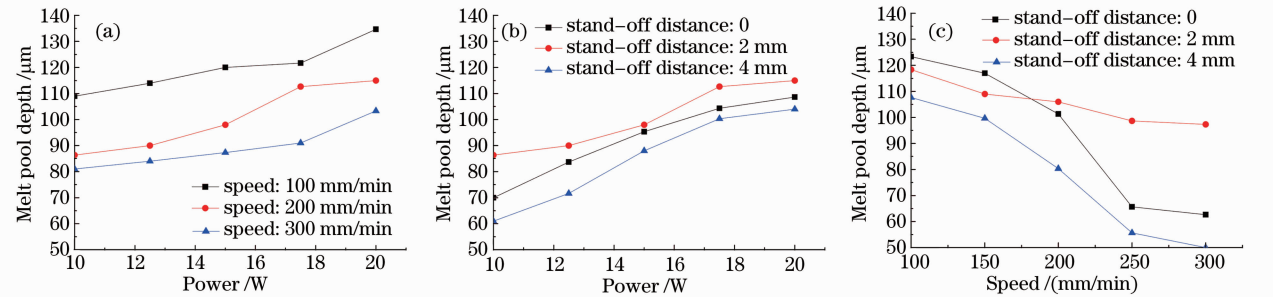 (a)
140
130
120
110
100
90
80
70
60
50
Melt pool depth /μm
speed: 100 mm/min
speed: 200 mm/min
speed: 300 mm/min
10 12 14 16 18 20
Power /W
(b)
stand-off distance: 0
stand-off distance: 2 mm
stand-off distance: 4 mm
140
130
120
110
100
90
80
70
60
50
Melt pool depth /μm
10 12 14 16 18 20
Power /W
(c)
stand-off distance: 0
stand-off distance: 2 mm
stand-off distance: 4 mm
140
130
120
110
100
90
80
70
60
50
Melt pool depth /μm
100 150 200 250 300
Speed /(mm/min)